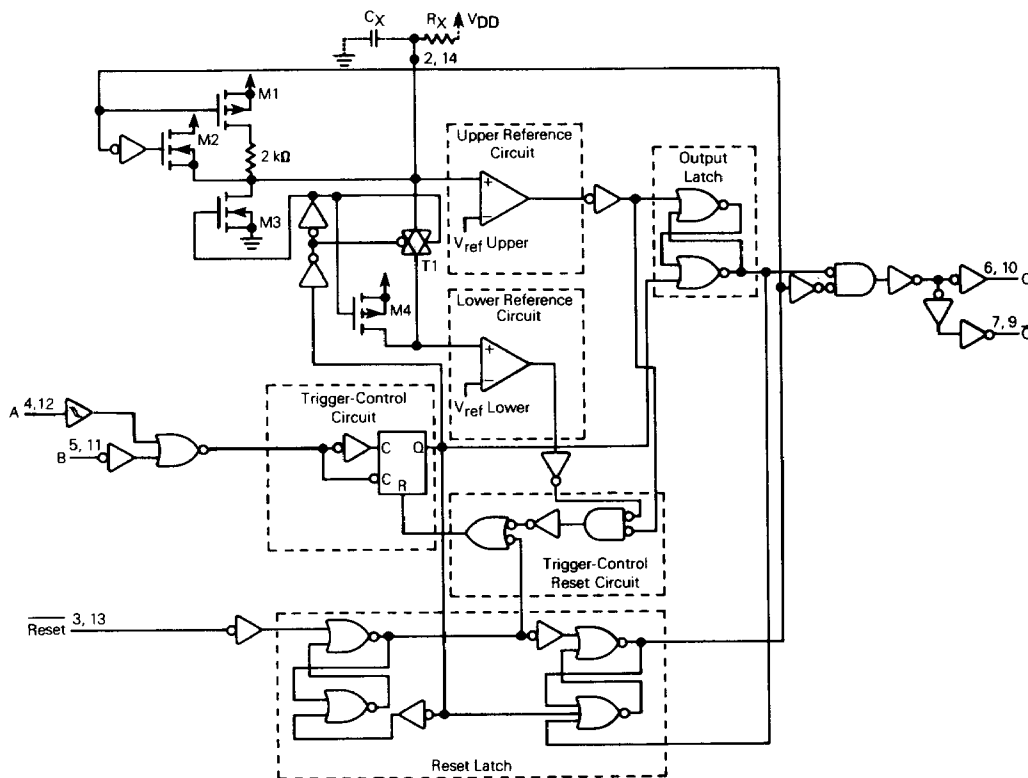 CX
RX
VDD
2, 14
M1
M2
2 kΩ
M3
Upper Reference
Circuit
Vref Upper
T1
Output
Latch
M4
Lower Reference
Circuit
Vref Lower
6, 10
Q
7, 9
Q̅
A 4,12
B 5, 11
Trigger-Control
Circuit
C
Q
C
R
Trigger-Control
Reset Circuit
R̅e̅s̅e̅t̅ 3, 13
Reset Latch